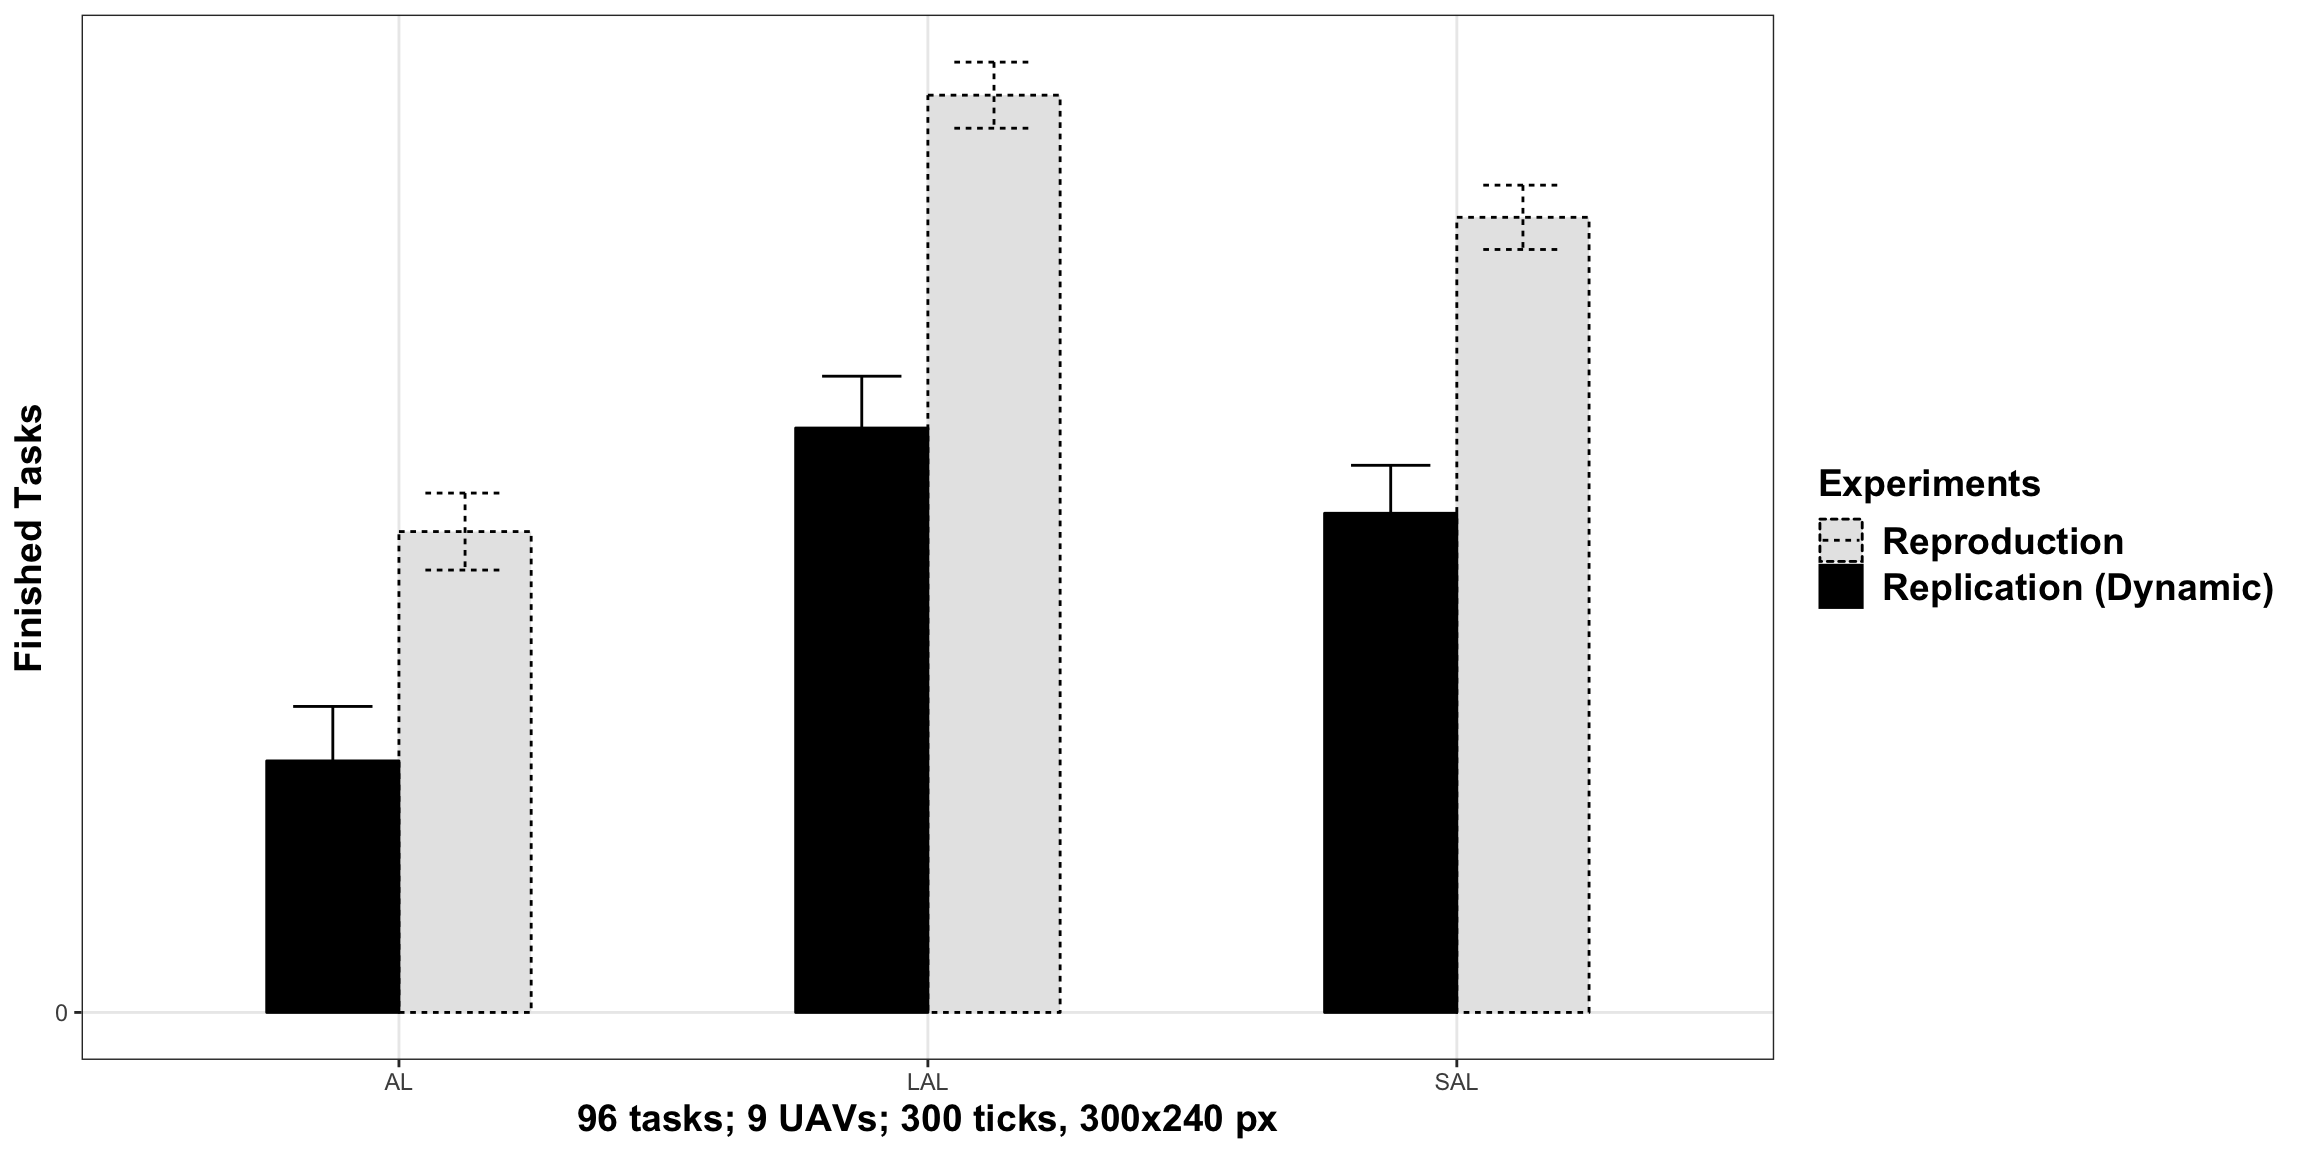 Finished Tasks
0
AL
LAL
SAL
96 tasks; 9 UAVs; 300 ticks, 300x240 px
Experiments
Reproduction
Replication (Dynamic)